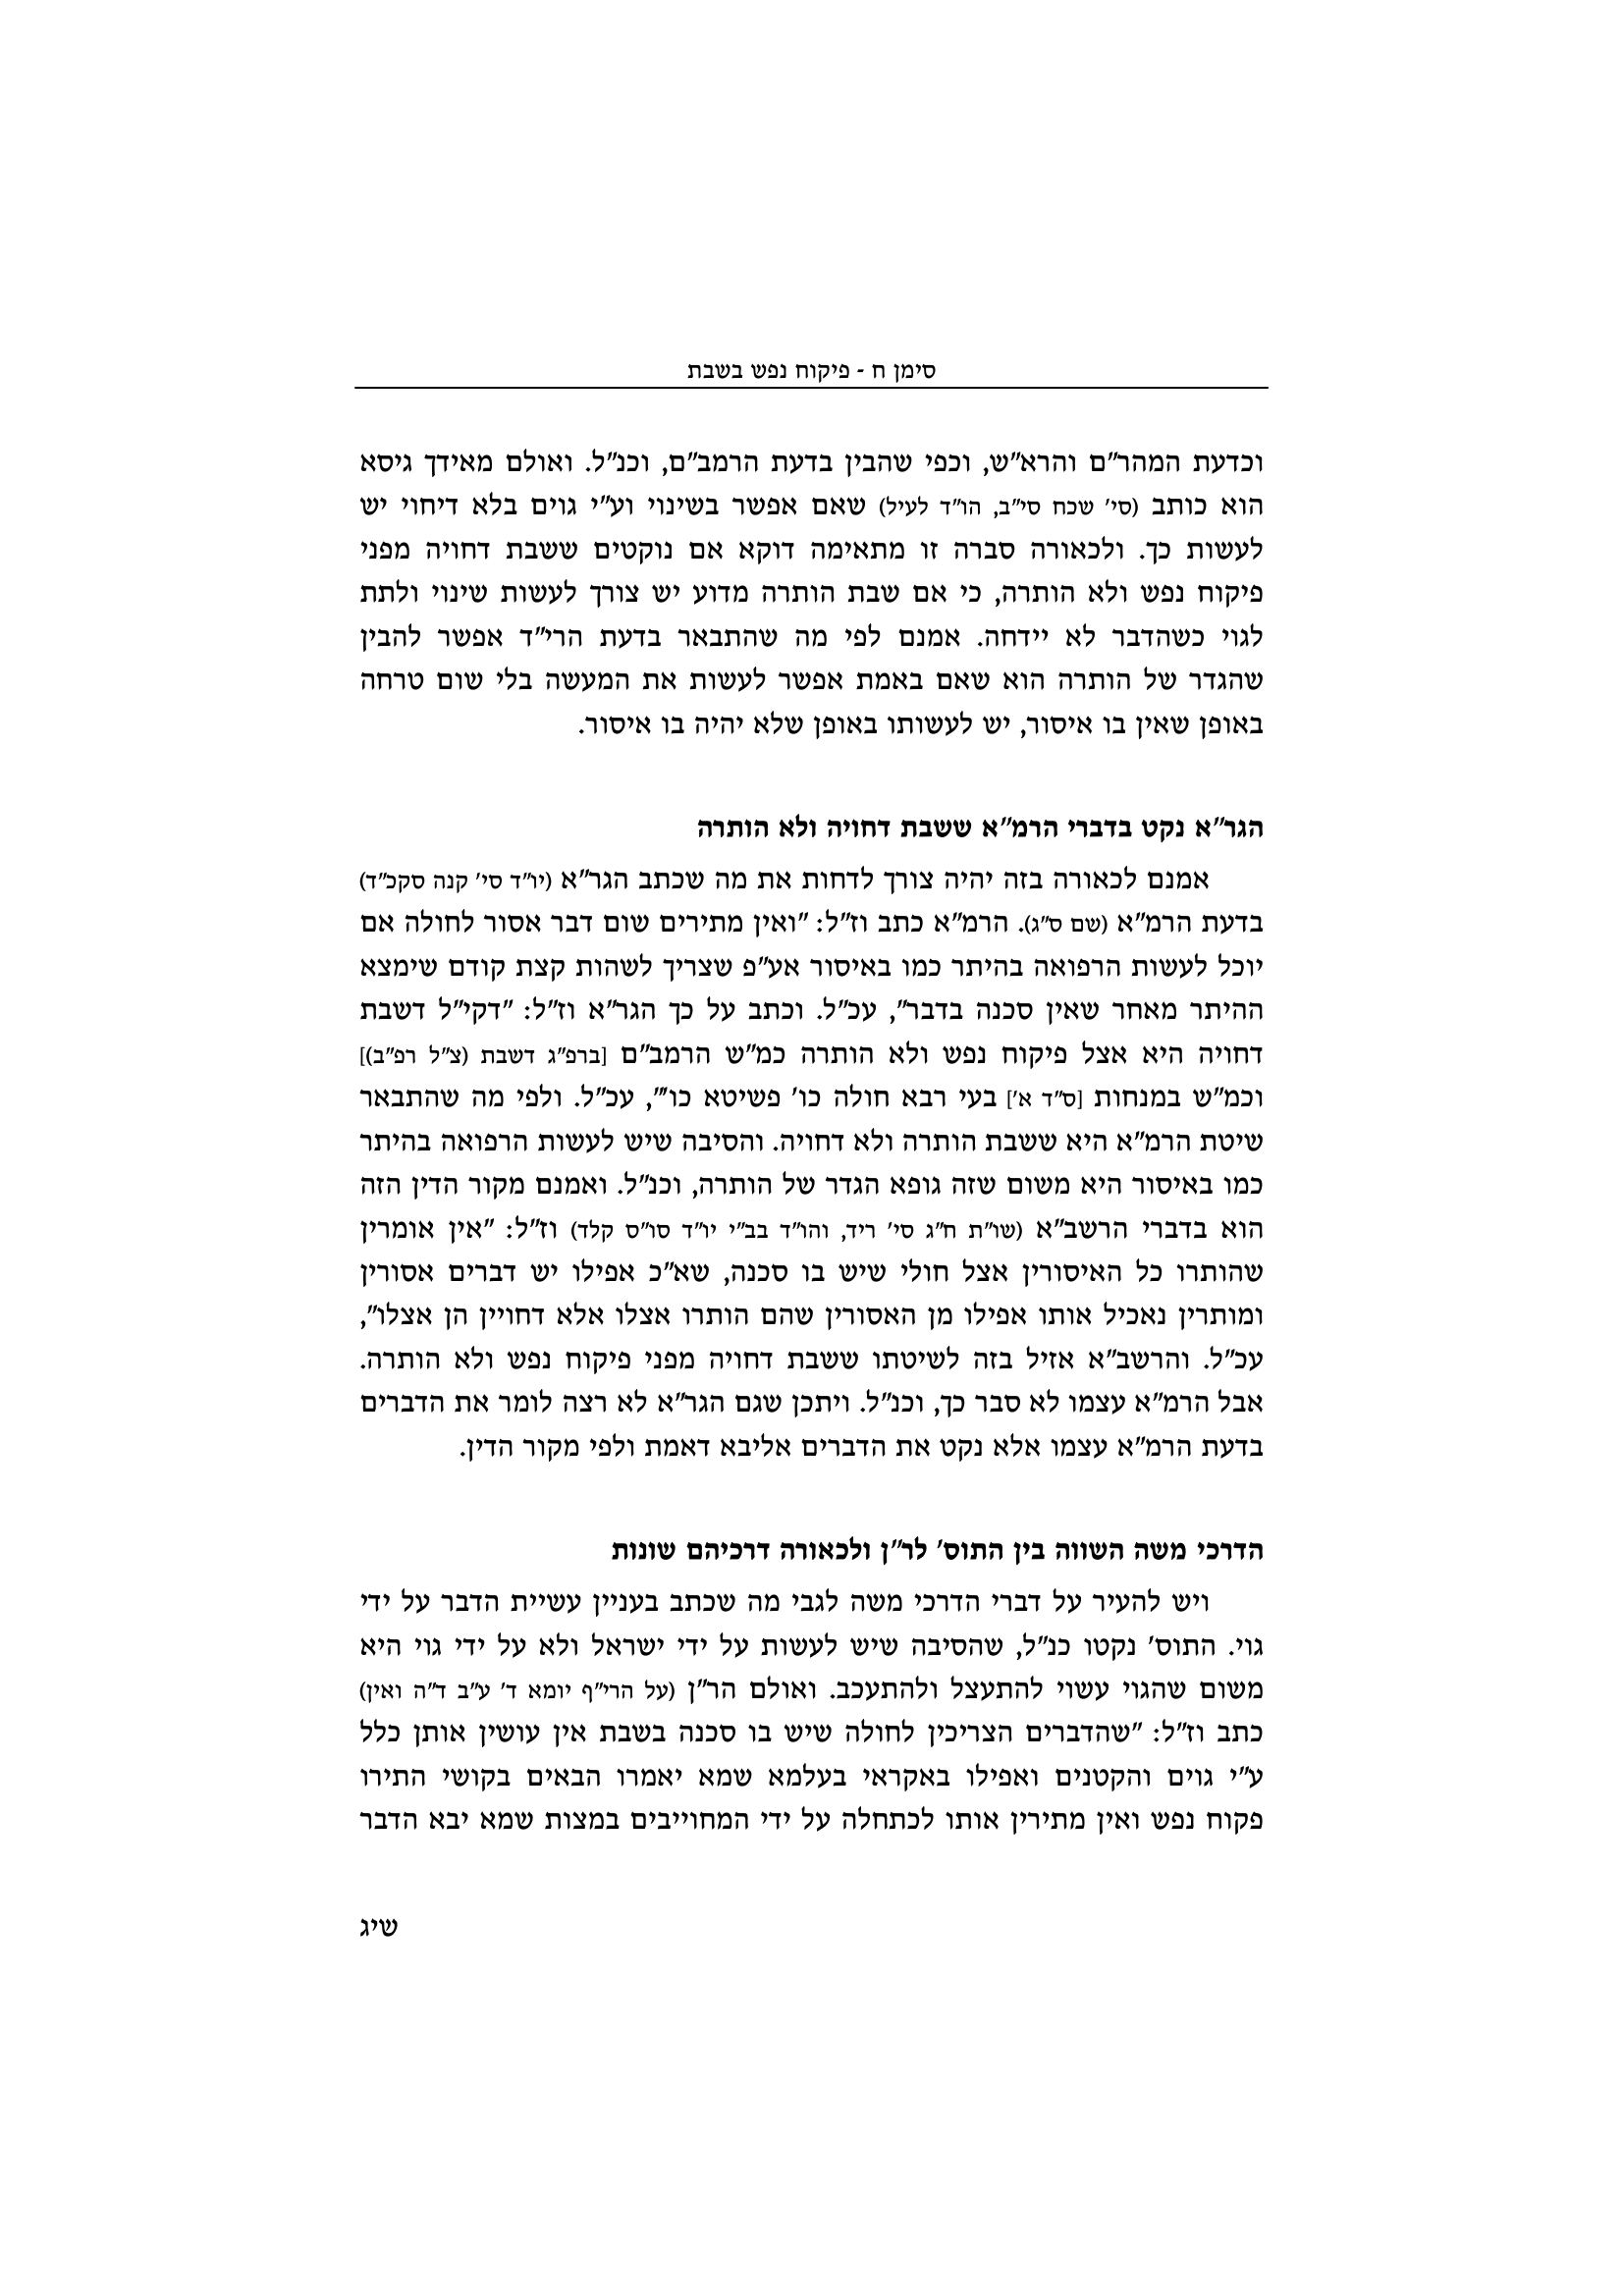 סימן ח - פיקוח נפש בשבת
וכדעת המהר״ם והרא״ש, וכפי שהבין בדעת הרמב״ם, וכנ״ל. ואולם מאידך גיסא
הוא כותב (סי׳ שכח סי״ב, הו״ד לעיל) שאם אפשר בשינוי וע״י גוים בלא דיחוי יש
לעשות כך. ולכאורה סברה זו מתאימה דוקא אם נוקטים ששבת דחויה מפני
פיקוח נפש ולא הותרה, כי אם שבת הותרה מדוע יש צורך לעשות שינוי ולתת
לגוי כשהדבר לא יידחה. אמנם לפי מה שהתבאר בדעת הרי״ד אפשר להבין
שהגדר של הותרה הוא שאם באמת אפשר לעשות את המעשה בלי שום טרחה
באופן שאין בו איסור, יש לעשותו באופן שלא יהיה בו איסור.
הגר״א נקט בדברי הרמ״א ששבת דחויה ולא הותרה
אמנם לכאורה בזה יהיה צורך לדחות את מה שכתב הגר״א (יו״ד סי׳ קנה סקכ״ד)
בדעת הרמ״א (שם ס״ג). הרמ״א כתב וז״ל: ״ואין מתירים שום דבר אסור לחולה אם
יוכל לעשות הרפואה בהיתר כמו באיסור אע״פ שצריך לשהות קצת קודם שימצא
ההיתר מאחר שאין סכנה בדבר״, עכ״ל. וכתב על כך הגר״א וז״ל: ״דקי״ל דשבת
דחויה היא אצל פיקוח נפש ולא הותרה כמ״ש הרמב״ם [ברפ״ג דשבת (צ״ל רפ״ב)]
וכמ״ש במנחות [ס״ד א׳] בעי רבא חולה כו׳ פשיטא כו׳״, עכ״ל. ולפי מה שהתבאר
שיטת הרמ״א היא ששבת הותרה ולא דחויה. והסיבה שיש לעשות הרפואה בהיתר
כמו באיסור היא משום שזה גופא הגדר של הותרה, וכנ״ל. ואמנם מקור הדין הזה
הוא בדברי הרשב״א (שו״ת ח״ג סי׳ ריד, והו״ד בב״י יו״ד סו״ס קלד) וז״ל: ״אין אומרין
שהותרו כל האיסורין אצל חולי שיש בו סכנה, שא״כ אפילו יש דברים אסורין
ומותרין נאכיל אותו אפילו מן האסורין שהם הותרו אצלו אלא דחויין הן אצלו״,
עכ״ל. והרשב״א אזיל בזה לשיטתו ששבת דחויה מפני פיקוח נפש ולא הותרה.
אבל הרמ״א עצמו לא סבר כך, וכנ״ל. ויתכן שגם הגר״א לא רצה לומר את הדברים
בדעת הרמ״א עצמו אלא נקט את הדברים אליבא דאמת ולפי מקור הדין.
הדרכי משה השווה בין התוס׳ לר״ן ולכאורה דרכיהם שונות
ויש להעיר על דברי הדרכי משה לגבי מה שכתב בעניין עשיית הדבר על ידי
גוי. התוס׳ נקטו כנ״ל, שהסיבה שיש לעשות על ידי ישראל ולא על ידי גוי היא
משום שהגוי עשוי להתעצל ולהתעכב. ואולם הר״ן (על הרי״ף יומא ד׳ ע״ב ד״ה ואין)
כתב וז״ל: ״שהדברים הצריכין לחולה שיש בו סכנה בשבת אין עושין אותן כלל
ע״י גוים והקטנים ואפילו באקראי בעלמא שמא יאמרו הבאים בקושי התירו
פקוח נפש ואין מתירין אותו לכתחלה על ידי המחוייבים במצות שמא יבא הדבר
שיג